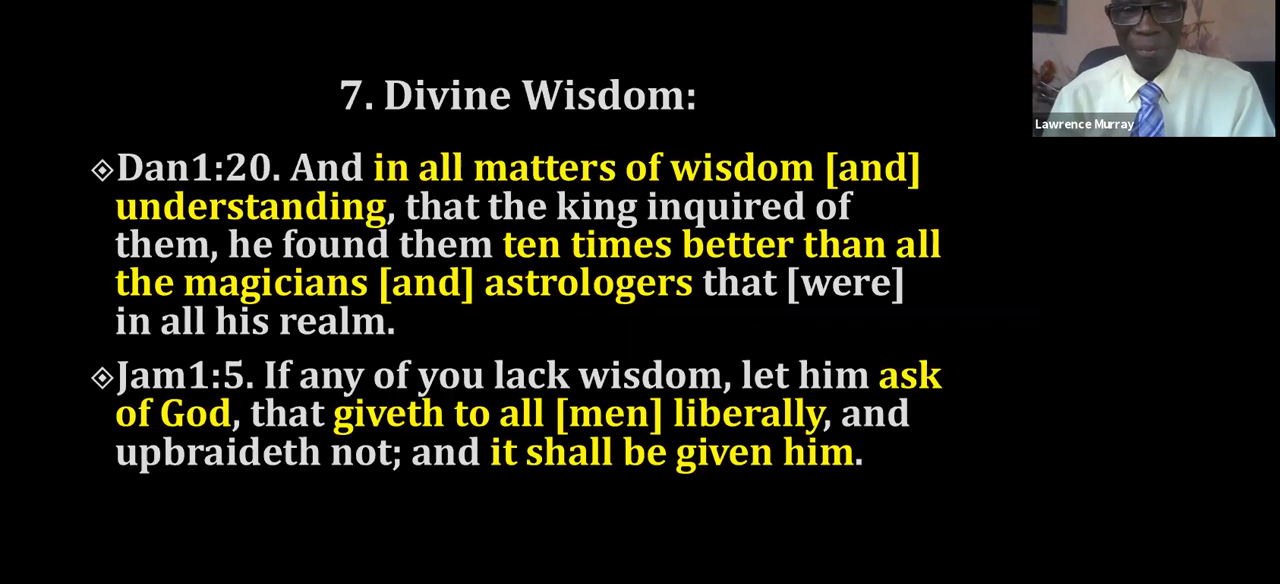 7. Divine Wisdom:
Dan1:20. And in all matters of wisdom [and]
understanding, that the king inquired of
them, he found them ten times better than all
the magicians [and] astrologers that [were]
in all his realm.
Jam1:5. If any of you lack wisdom, let him ask
of God, that giveth to all [men] liberally, and
upbraideth not; and it shall be given him.
Lawrence Murray